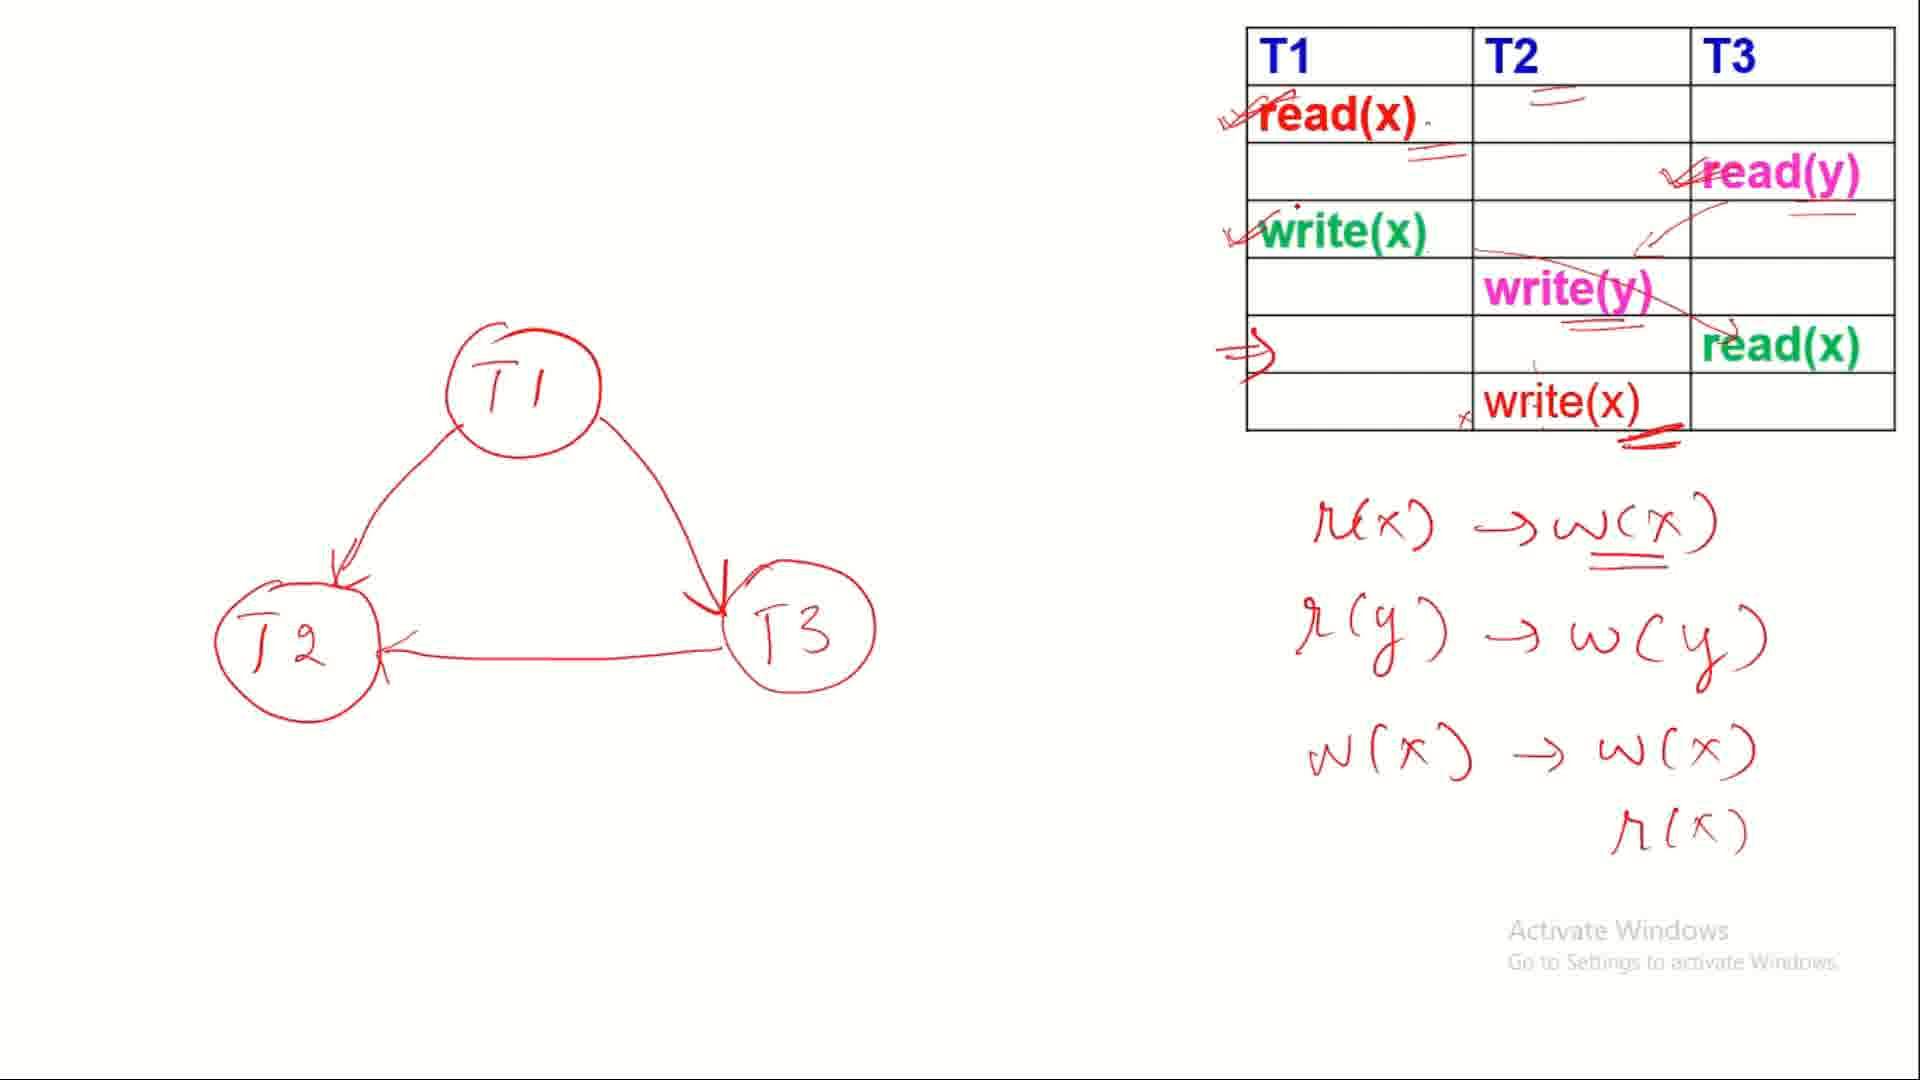 T1 T2 T3
read(x)
read(y)
write(x)
write(y)
read(x)
write(x)
T1
T2
T3
r(x) → w(x)
r(y) → w(y)
w(x) → w(x)
r(x)
Activate Windows
Go to Settings to activate Windows.